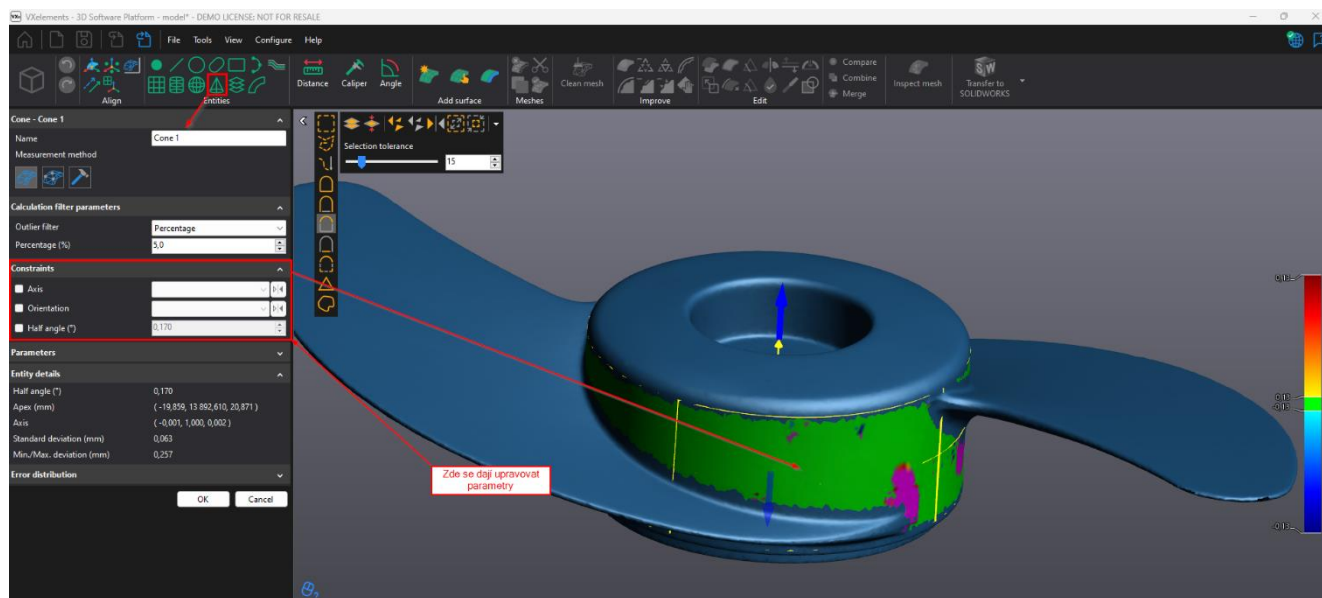 VXelements - 3D Software Platform - model* - DEMO LICENSE: NOT FOR RESALE
File Tools View Configure Help
Align
Entities
Distance
Caliper
Angle
Add surface
Clean mesh
Meshes
Improve
Edit
Compare
Combine
Merge
Inspect mesh
Transfer to
SOLIDWORKS
Cone - Cone 1
Name Cone 1
Measurement method
Calculation filter parameters
Outlier filter Percentage
Percentage (%) 5,0
Constraints
Axis
Orientation
Half angle (°) 0,170
Parameters
Entity details
Half angle (°) 0,170
Apex (mm) ( -19,859, 13 892,610, 20,871 )
Axis ( -0,001, 1,000, 0,002 )
Standard deviation (mm) 0,063
Min./Max. deviation (mm) 0,257
Error distribution
OK Cancel
Selection tolerance
15
Zde se dají upravovat
parametry